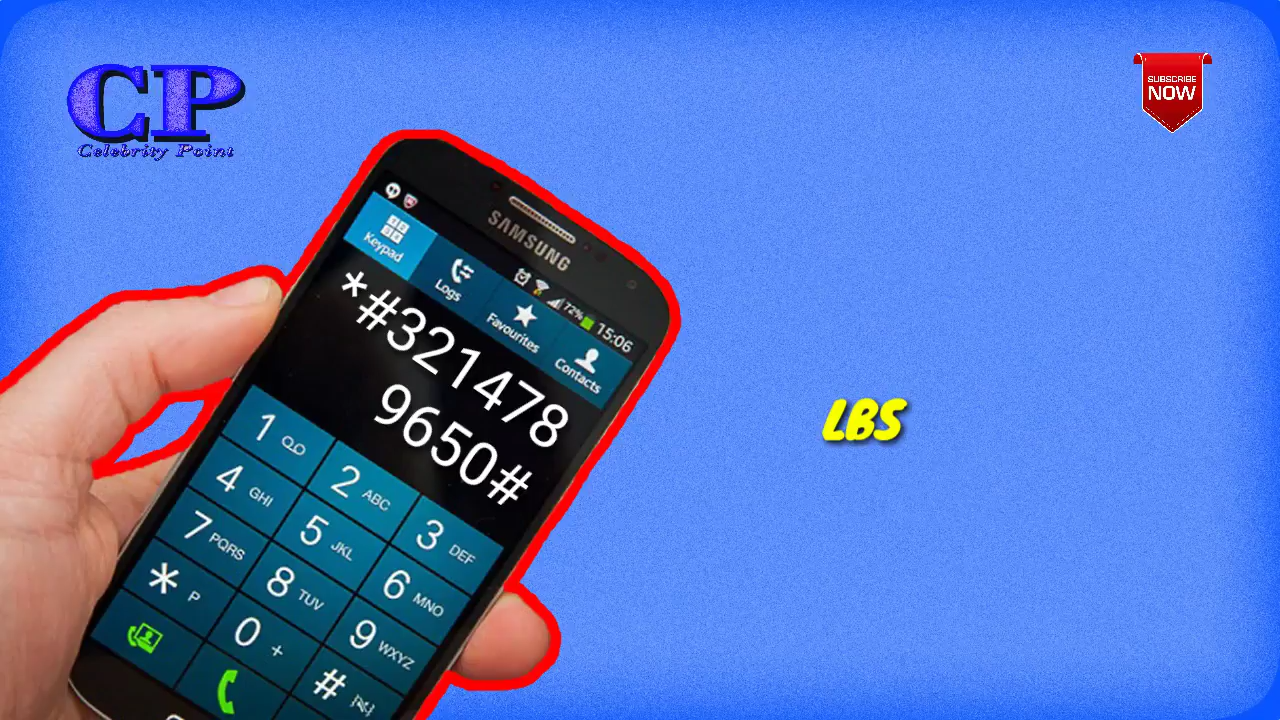 CP
Celebrity Point
SUBSCRIBE
NOW
SAMSUNG
72% 15:06
Keypad
Logs
Favourites
Contacts
*#321478
9650#
1
2 ABC
3 DEF
4 GHI
5 JKL
6 MNO
7 PQRS
8 TUV
9 WXYZ
* P
0 +
#
LBS